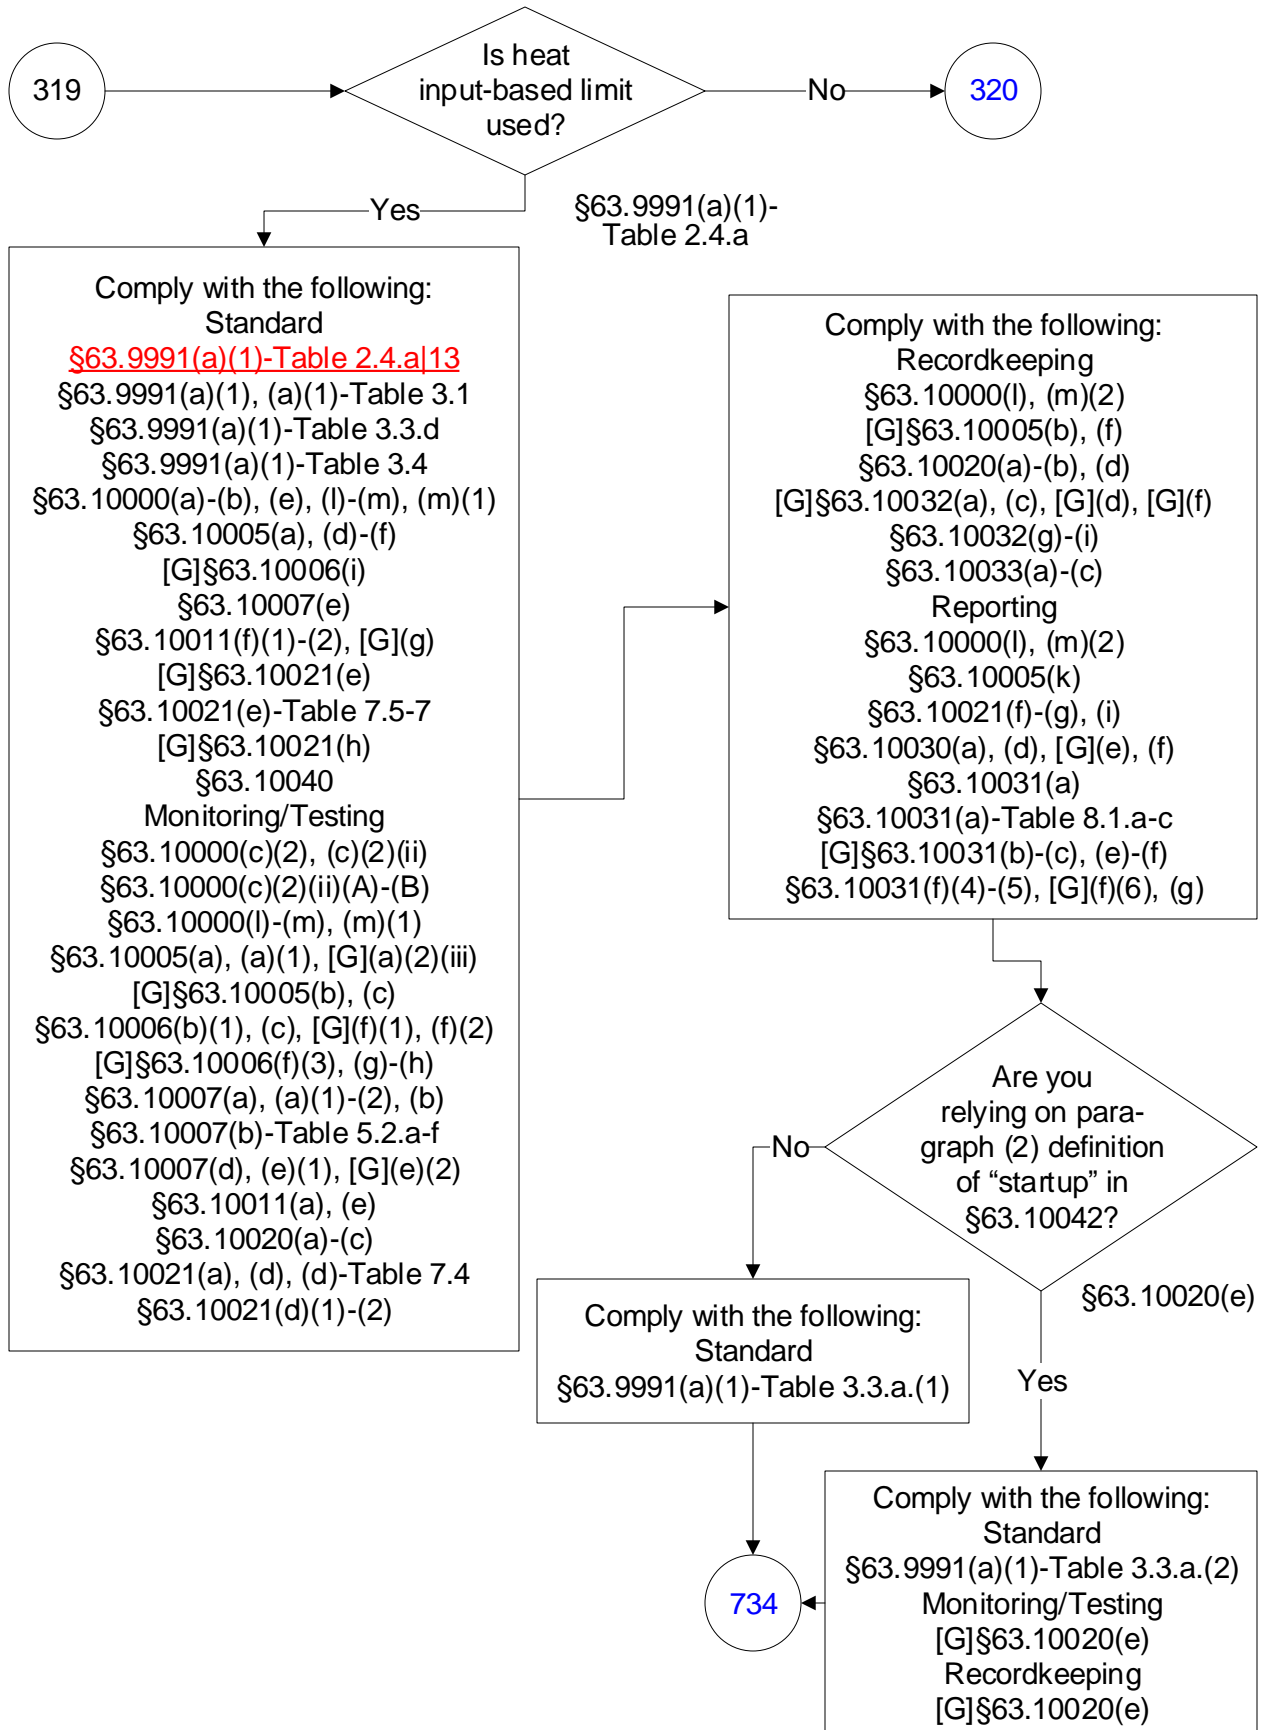 319
Is heat
input-based limit
used?
No
320
Yes
§63.9991(a)(1)-
Table 2.4.a
Comply with the following:
Standard
§63.9991(a)(1)-Table 2.4.a|13
§63.9991(a)(1), (a)(1)-Table 3.1
§63.9991(a)(1)-Table 3.3.d
§63.9991(a)(1)-Table 3.4
§63.10000(a)-(b), (e), (l)-(m), (m)(1)
§63.10005(a), (d)-(f)
[G]§63.10006(i)
§63.10007(e)
§63.10011(f)(1)-(2), [G](g)
[G]§63.10021(e)
§63.10021(e)-Table 7.5-7
[G]§63.10021(h)
§63.10040
Monitoring/Testing
§63.10000(c)(2), (c)(2)(ii)
§63.10000(c)(2)(ii)(A)-(B)
§63.10000(l)-(m), (m)(1)
§63.10005(a), (a)(1), [G](a)(2)(iii)
[G]§63.10005(b), (c)
§63.10006(b)(1), (c), [G](f)(1), (f)(2)
[G]§63.10006(f)(3), (g)-(h)
§63.10007(a), (a)(1)-(2), (b)
§63.10007(b)-Table 5.2.a-f
§63.10007(d), (e)(1), [G](e)(2)
§63.10011(a), (e)
§63.10020(a)-(c)
§63.10021(a), (d), (d)-Table 7.4
§63.10021(d)(1)-(2)
Comply with the following:
Recordkeeping
§63.10000(l), (m)(2)
[G]§63.10005(b), (f)
§63.10020(a)-(b), (d)
[G]§63.10032(a), (c), [G](d), [G](f)
§63.10032(g)-(i)
§63.10033(a)-(c)
Reporting
§63.10000(l), (m)(2)
§63.10005(k)
§63.10021(f)-(g), (i)
§63.10030(a), (d), [G](e), (f)
§63.10031(a)
§63.10031(a)-Table 8.1.a-c
[G]§63.10031(b)-(c), (e)-(f)
§63.10031(f)(4)-(5), [G](f)(6), (g)
Are you
relying on para-
graph (2) definition
of “startup” in
§63.10042?
No
§63.10020(e)
Yes
Comply with the following:
Standard
§63.9991(a)(1)-Table 3.3.a.(1)
Comply with the following:
Standard
§63.9991(a)(1)-Table 3.3.a.(2)
Monitoring/Testing
[G]§63.10020(e)
Recordkeeping
[G]§63.10020(e)
734